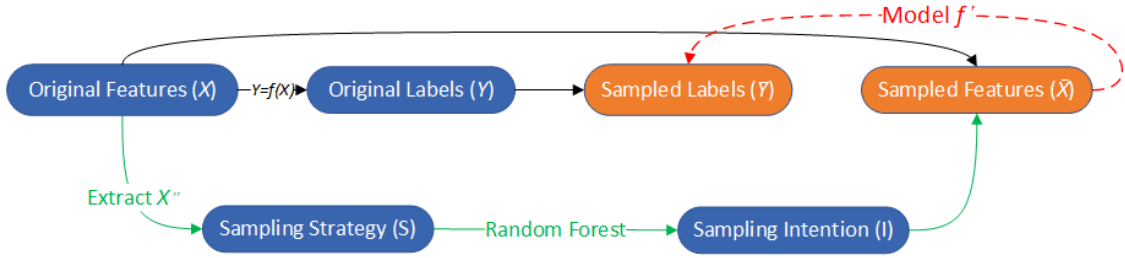 Model f'
Original Features (X)
Y=f(X)
Original Labels (Y)
Sampled Labels (Ȳ)
Sampled Features (X̄)
Extract X''
Sampling Strategy (S)
Random Forest
Sampling Intention (I)